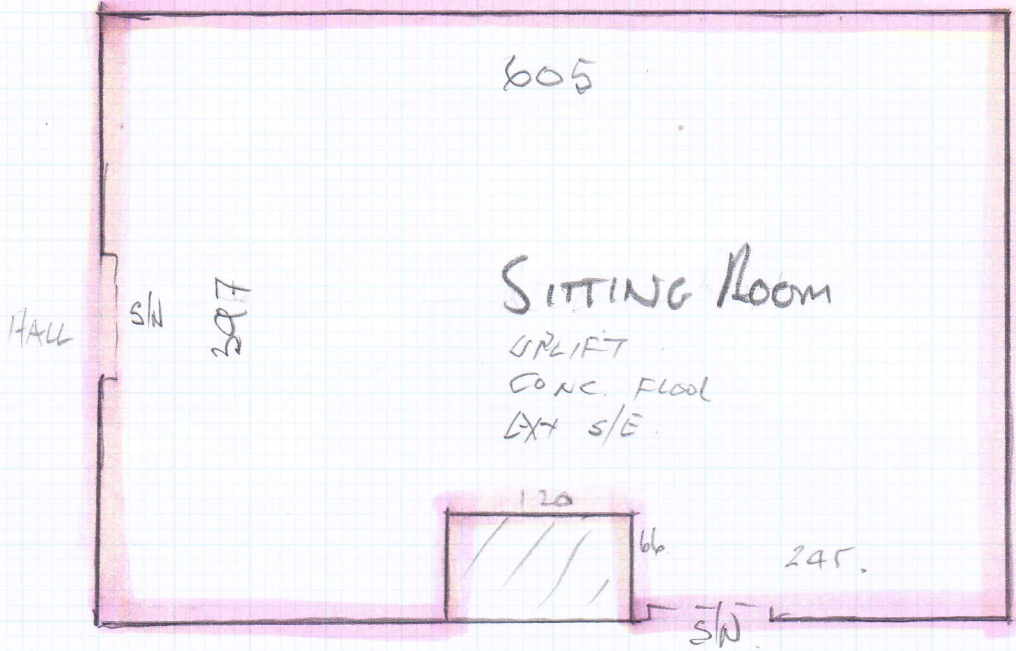 605
SITTING ROOM
HALL
S/N
397
UPLIFT
CONC. FLOOR
EXT S/E
120
66
245.
S/N.